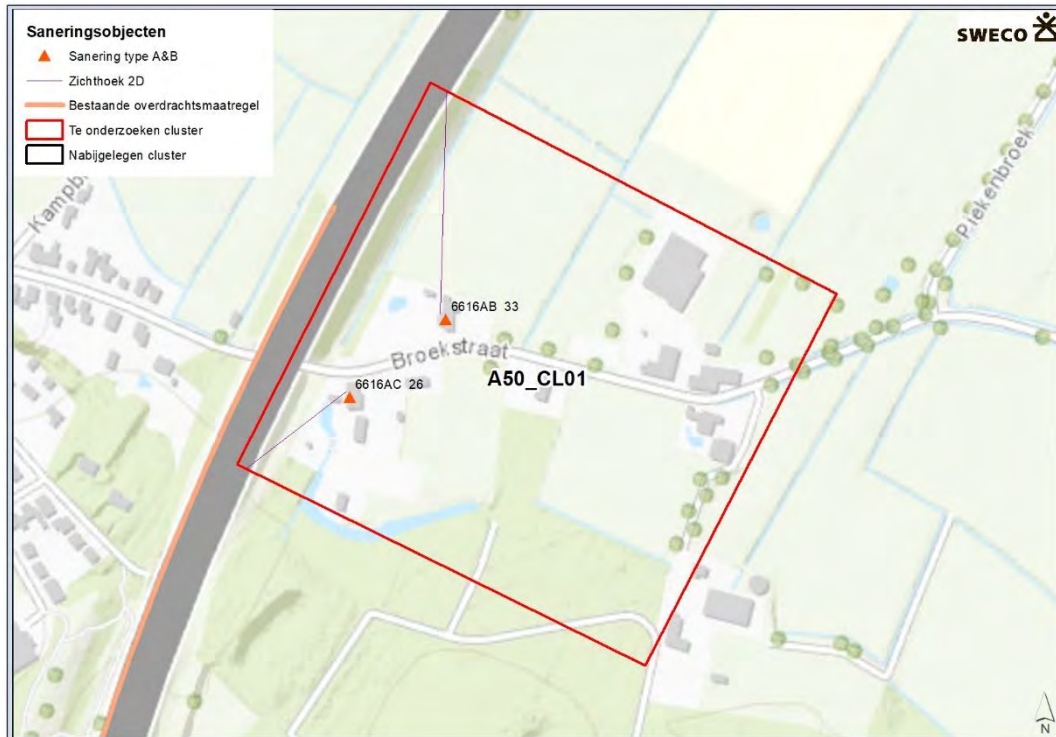 Saneringsobjecten
Sanering type A&B
Zichthoek 2D
Bestaande overdrachtsmaatregel
Te onderzoeken cluster
Nabijgelegen cluster
SWECO
Piekenbroek
6616AB 33
Broekstraat
A50_CL01
6616AC 26
N